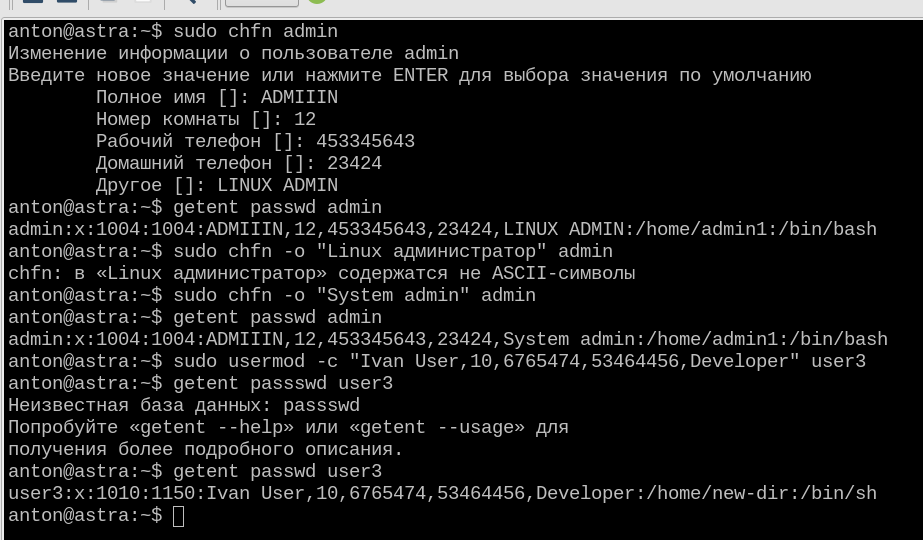 anton@astra:~$ sudo chfn admin
Изменение информации о пользователе admin
Введите новое значение или нажмите ENTER для выбора значения по умолчанию
        Полное имя []: ADMIIIN
        Номер комнаты []: 12
        Рабочий телефон []: 453345643
        Домашний телефон []: 23424
        Другое []: LINUX ADMIN
anton@astra:~$ getent passwd admin
admin:x:1004:1004:ADMIIIN,12,453345643,23424,LINUX ADMIN:/home/admin1:/bin/bash
anton@astra:~$ sudo chfn -o "Linux администратор" admin
chfn: в «Linux администратор» содержатся не ASCII-символы
anton@astra:~$ sudo chfn -o "System admin" admin
anton@astra:~$ getent passwd admin
admin:x:1004:1004:ADMIIIN,12,453345643,23424,System admin:/home/admin1:/bin/bash
anton@astra:~$ sudo usermod -c "Ivan User,10,6765474,53464456,Developer" user3
anton@astra:~$ getent passswd user3
Неизвестная база данных: passswd
Попробуйте «getent --help» или «getent --usage» для
получения более подробного описания.
anton@astra:~$ getent passwd user3
user3:x:1010:1150:Ivan User,10,6765474,53464456,Developer:/home/new-dir:/bin/sh
anton@astra:~$